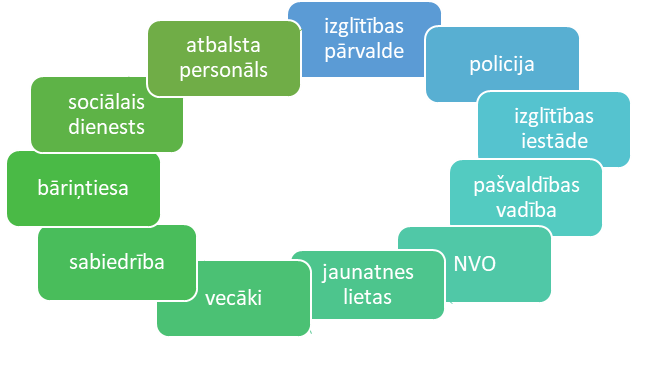 izglītības
pārvalde
policija
izglītības
iestāde
pašvaldības
vadība
NVO
jaunatnes
lietas
vecāki
sabiedrība
bāriņtiesa
sociālais
dienests
atbalsta
personāls